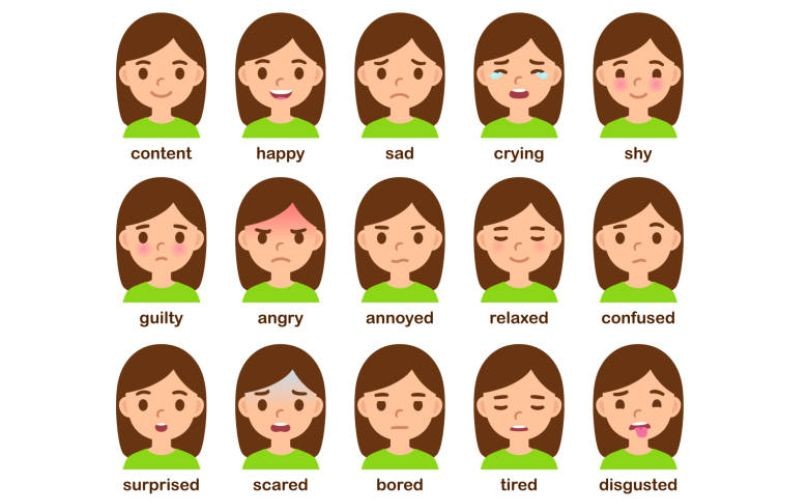 content happy sad crying shy
guilty angry annoyed relaxed confused
surprised scared bored tired disgusted